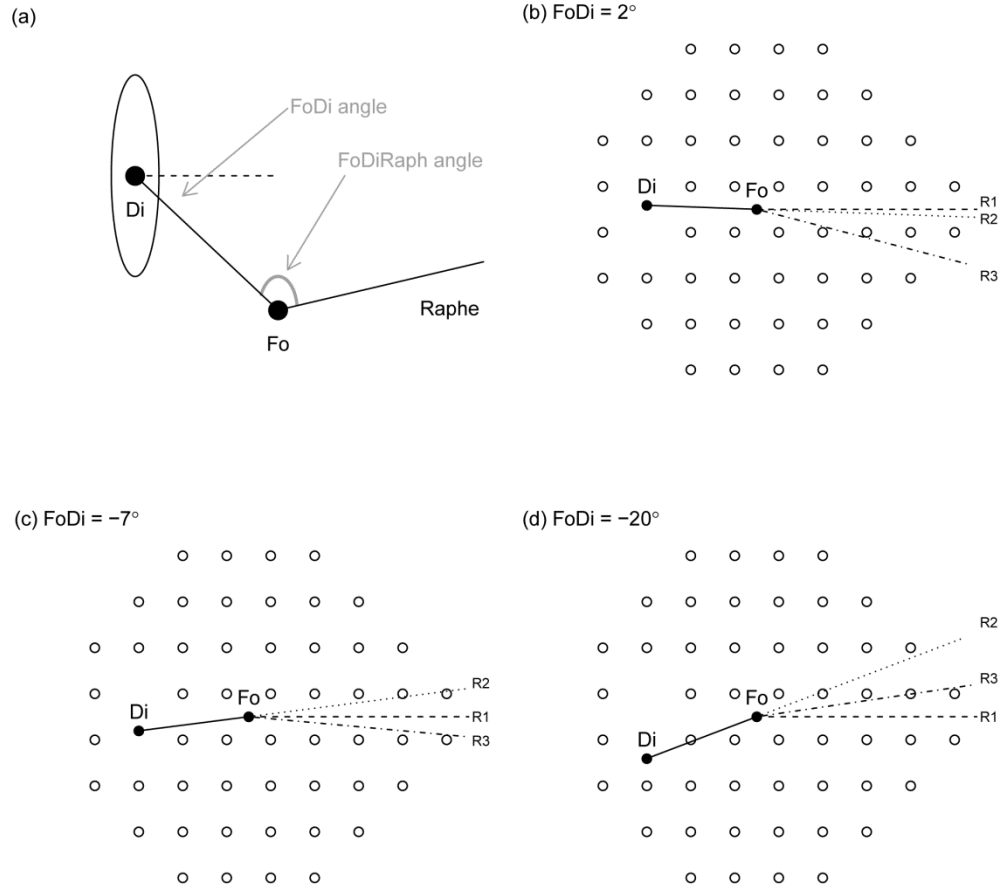 (a)
FoDi angle
FoDiRaph angle
Di
Raphe
Fo
(b) FoDi = 2°
Di
Fo
R1
R2
R3
(c) FoDi = −7°
Di
Fo
R2
R1
R3
(d) FoDi = −20°
Di
Fo
R2
R3
R1